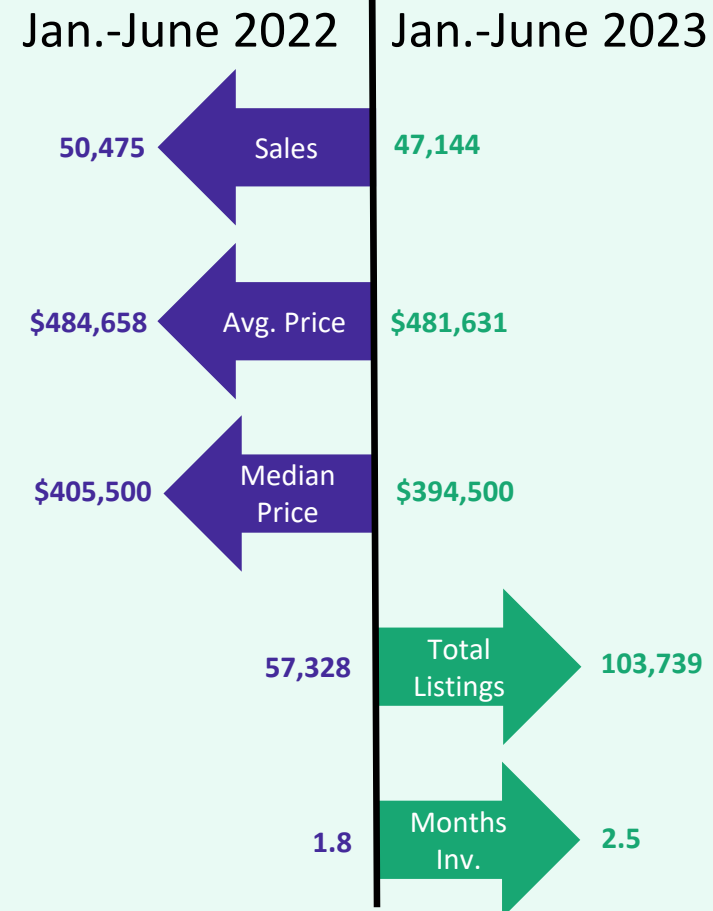 Jan.-June 2022
Jan.-June 2023
50,475
Sales
47,144
$484,658
Avg. Price
$481,631
$405,500
Median
Price
$394,500
57,328
Total
Listings
103,739
1.8
Months
Inv.
2.5